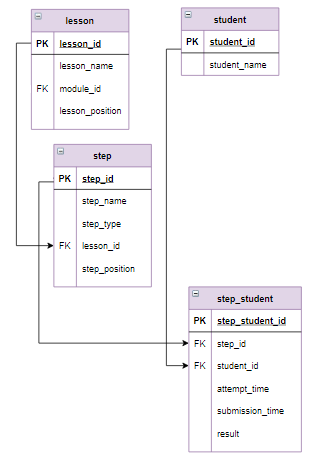 lesson
PK lesson_id
lesson_name
FK module_id
lesson_position
student
PK student_id
student_name
step
PK step_id
step_name
step_type
FK lesson_id
step_position
step_student
PK step_student_id
FK step_id
FK student_id
attempt_time
submission_time
result